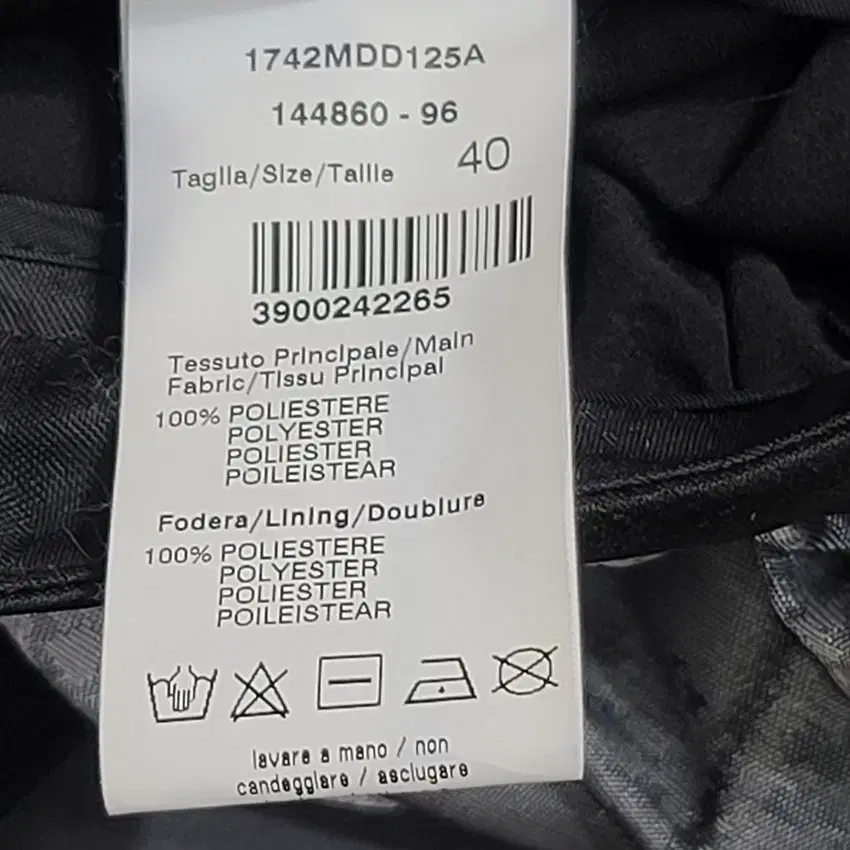 1742MDD125A
144860 - 96
Taglia/Size/Taille 40
3900242265
Tessuto Principale/Main
Fabric/Tissu Principal
100% POLIESTERE
POLYESTER
POLIESTER
POILEISTEAR
Fodera/Lining/Doublure
100% POLIESTERE
POLYESTER
POLIESTER
POILEISTEAR
lavare a mano / non
candeggiare / asciugare